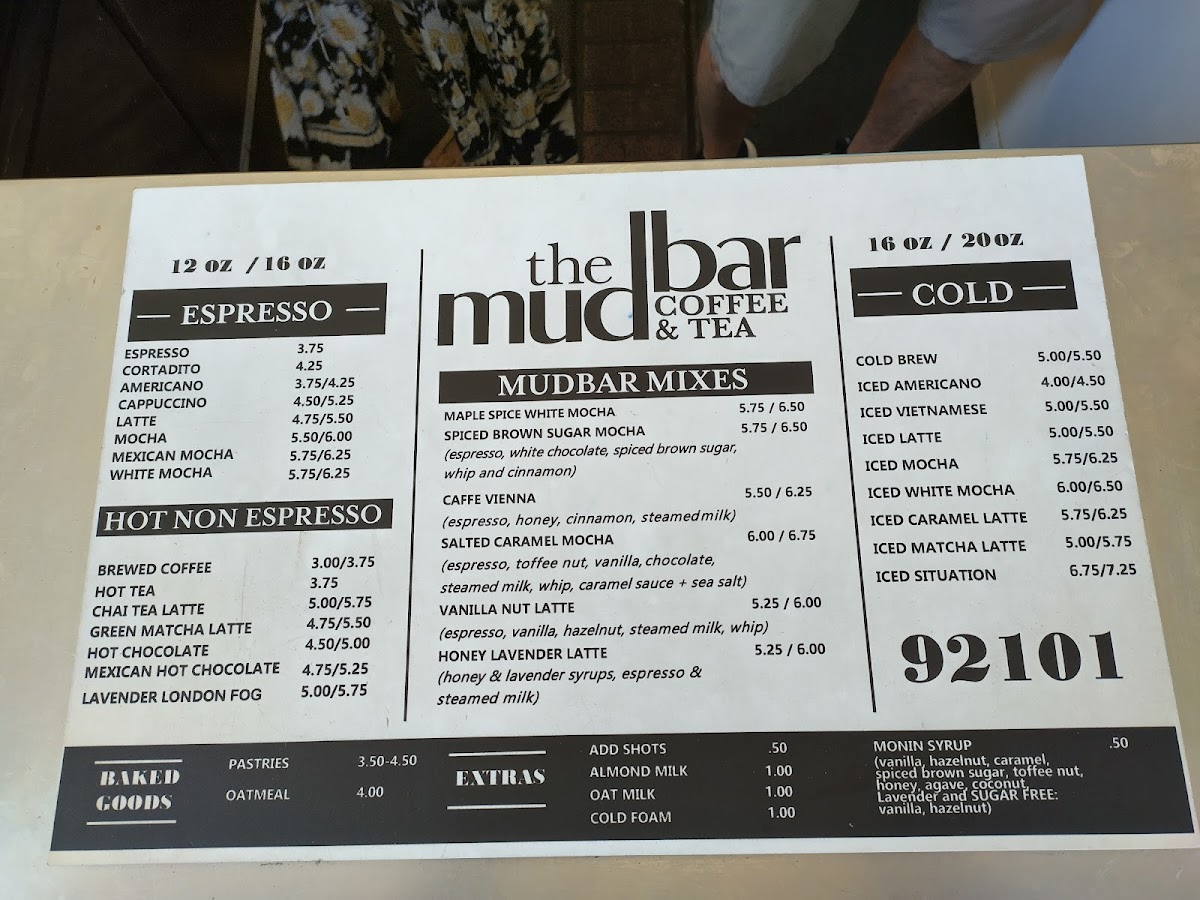 12 OZ / 16 OZ
ESPRESSO
ESPRESSO 3.75
CORTADITO 4.25
AMERICANO 3.75/4.25
CAPPUCCINO 4.50/5.25
LATTE 4.75/5.50
MOCHA 5.50/6.00
MEXICAN MOCHA 5.75/6.25
WHITE MOCHA 5.75/6.25
HOT NON ESPRESSO
BREWED COFFEE 3.00/3.75
HOT TEA 3.75
CHAI TEA LATTE 5.00/5.75
GREEN MATCHA LATTE 4.75/5.50
HOT CHOCOLATE 4.50/5.00
MEXICAN HOT CHOCOLATE 4.75/5.25
LAVENDER LONDON FOG 5.00/5.75
the mudbar
COFFEE
& TEA
MUDBAR MIXES
MAPLE SPICE WHITE MOCHA 5.75 / 6.50
SPICED BROWN SUGAR MOCHA 5.75 / 6.50
(espresso, white chocolate, spiced brown sugar,
whip and cinnamon)
CAFFE VIENNA 5.50 / 6.25
(espresso, honey, cinnamon, steamed milk)
SALTED CARAMEL MOCHA 6.00 / 6.75
(espresso, toffee nut, vanilla, chocolate,
steamed milk, whip, caramel sauce + sea salt)
VANILLA NUT LATTE 5.25 / 6.00
(espresso, vanilla, hazelnut, steamed milk, whip)
HONEY LAVENDER LATTE 5.25 / 6.00
(honey & lavender syrups, espresso &
steamed milk)
16 OZ / 20 OZ
COLD
COLD BREW 5.00/5.50
ICED AMERICANO 4.00/4.50
ICED VIETNAMESE 5.00/5.50
ICED LATTE 5.00/5.50
ICED MOCHA 5.75/6.25
ICED WHITE MOCHA 6.00/6.50
ICED CARAMEL LATTE 5.75/6.25
ICED MATCHA LATTE 5.00/5.75
ICED SITUATION 6.75/7.25
92101
BAKED
GOODS
PASTRIES 3.50-4.50
OATMEAL 4.00
EXTRAS
ADD SHOTS .50
ALMOND MILK 1.00
OAT MILK 1.00
COLD FOAM 1.00
MONIN SYRUP .50
(vanilla, hazelnut, caramel,
spiced brown sugar, toffee nut,
honey, agave, coconut,
Lavender and SUGAR FREE:
vanilla, hazelnut)